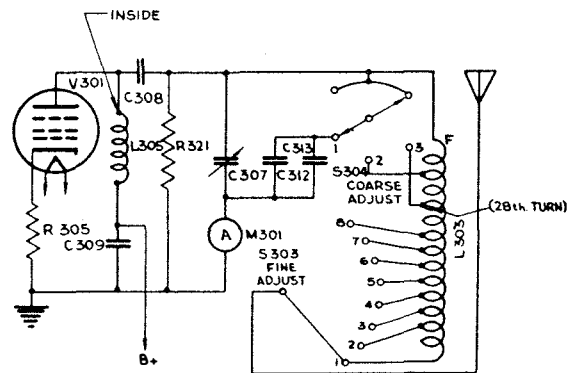 INSIDE
V301
C308
L305
R321
C313
C307
C312
1
2
3
F
S304
COARSE
ADJUST
(28th. TURN)
L303
R 305
C309
A
M301
S303
FINE
ADJUST
8
7
6
5
4
3
2
1
B+